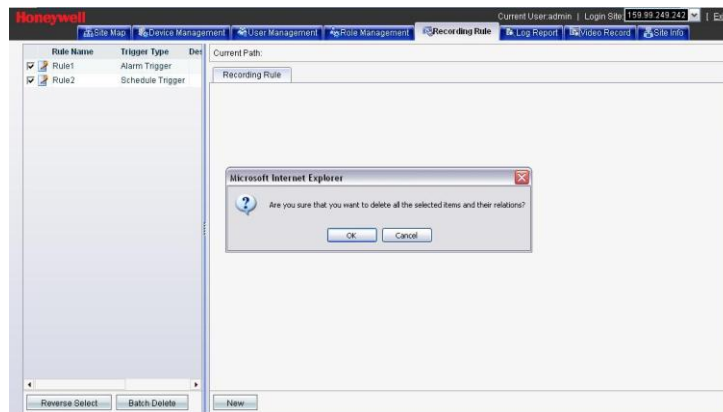 Honeywell
Current User:admin | Login Site 159.99.249.242 |
Site Map Device Management User Management Role Management Recording Rule Log Report Video Record Site Info
Rule Name Trigger Type
Rule1 Alarm Trigger
Rule2 Schedule Trigger
Current Path:
Recording Rule
Microsoft Internet Explorer
Are you sure that you want to delete all the selected items and their relations?
OK Cancel
Reverse Select Batch Delete New